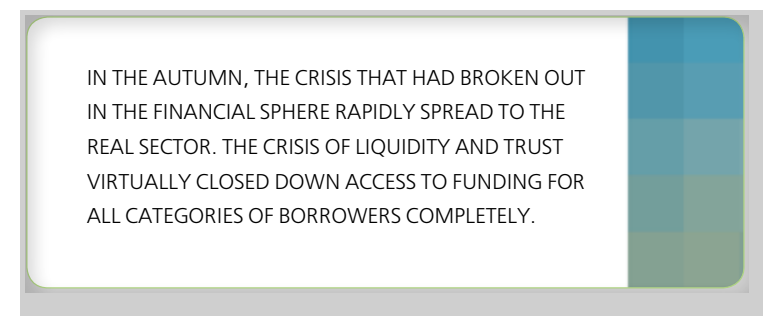 IN THE AUTUMN, THE CRISIS THAT HAD BROKEN OUT
IN THE FINANCIAL SPHERE RAPIDLY SPREAD TO THE
REAL SECTOR. THE CRISIS OF LIQUIDITY AND TRUST
VIRTUALLY CLOSED DOWN ACCESS TO FUNDING FOR
ALL CATEGORIES OF BORROWERS COMPLETELY.